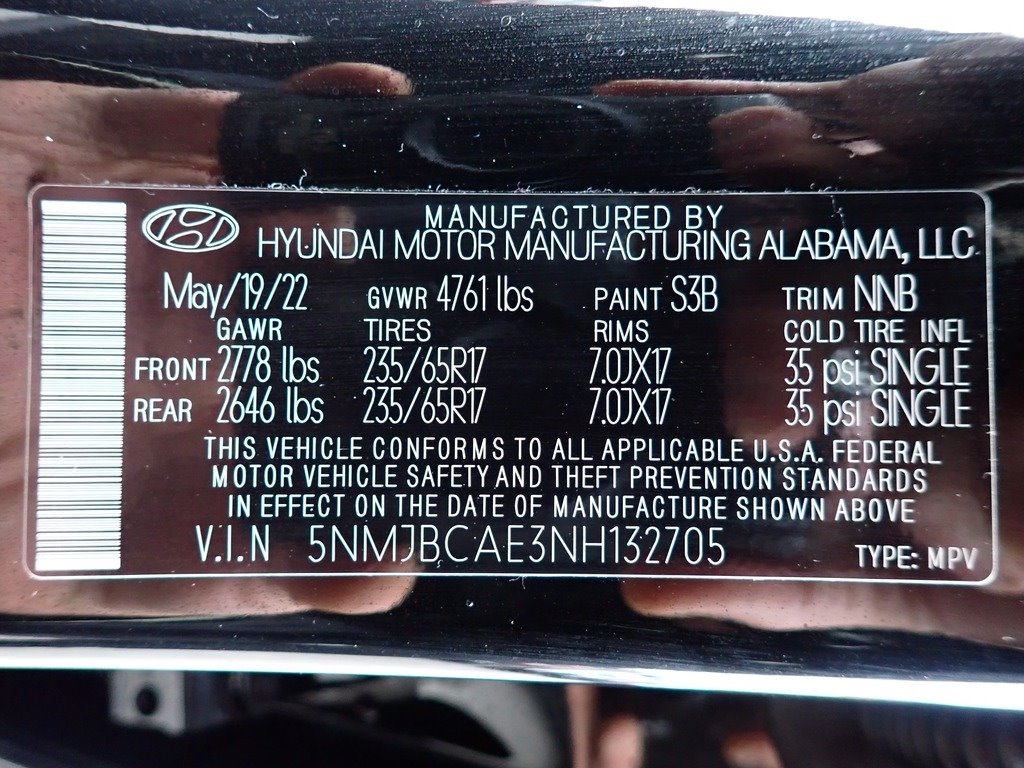 MANUFACTURED BY
HYUNDAI MOTOR MANUFACTURING ALABAMA, LLC
May/19/22 GVWR 4761 lbs PAINT S3B TRIM NNB
GAWR TIRES RIMS COLD TIRE INFL
FRONT 2778 lbs 235/65R17 7.0JX17 35 psi SINGLE
REAR 2646 lbs 235/65R17 7.0JX17 35 psi SINGLE
THIS VEHICLE CONFORMS TO ALL APPLICABLE U.S.A. FEDERAL
MOTOR VEHICLE SAFETY AND THEFT PREVENTION STANDARDS
IN EFFECT ON THE DATE OF MANUFACTURE SHOWN ABOVE
V.I.N 5NMJBCAE3NH132705 TYPE: MPV